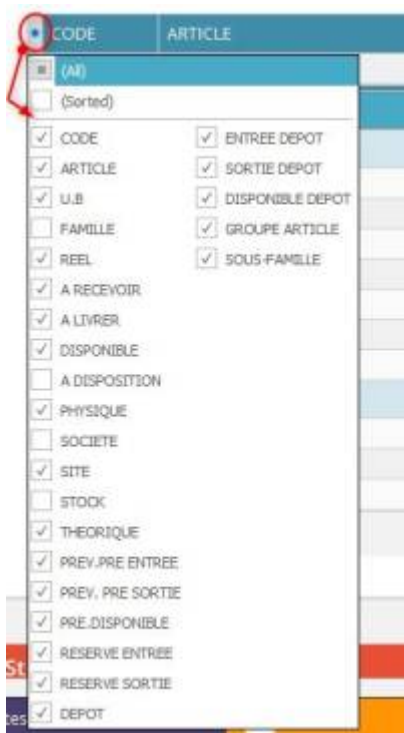 CODE ARTICLE
(All)
(Sorted)
CODE
ARTICLE
U.B
FAMILLE
REEL
A RECEVOIR
A LIVRER
DISPONIBLE
A DISPOSITION
PHYSIQUE
SOCIETE
SITE
STOCK
THEORIQUE
PREV.PRE ENTREE
PREV. PRE SORTIE
PRE.DISPONIBLE
RESERVE ENTREE
RESERVE SORTIE
DEPOT
ENTREE DEPOT
SORTIE DEPOT
DISPONIBLE DEPOT
GROUPE ARTICLE
SOUS-FAMILLE
St
tes